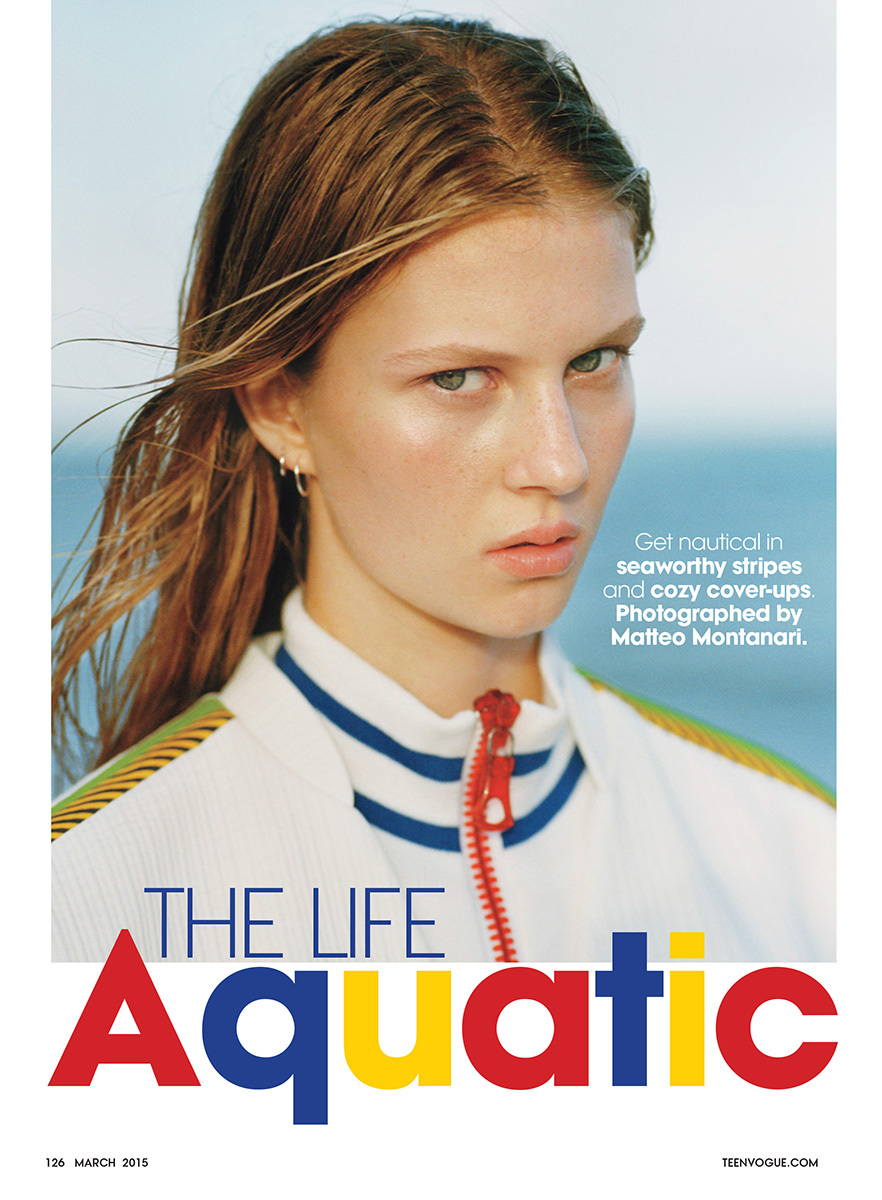 Get nautical in
seaworthy stripes
and cozy cover-ups.
Photographed by
Matteo Montanari.
THE LIFE
Aquatic
126 MARCH 2015
TEENVOGUE.COM